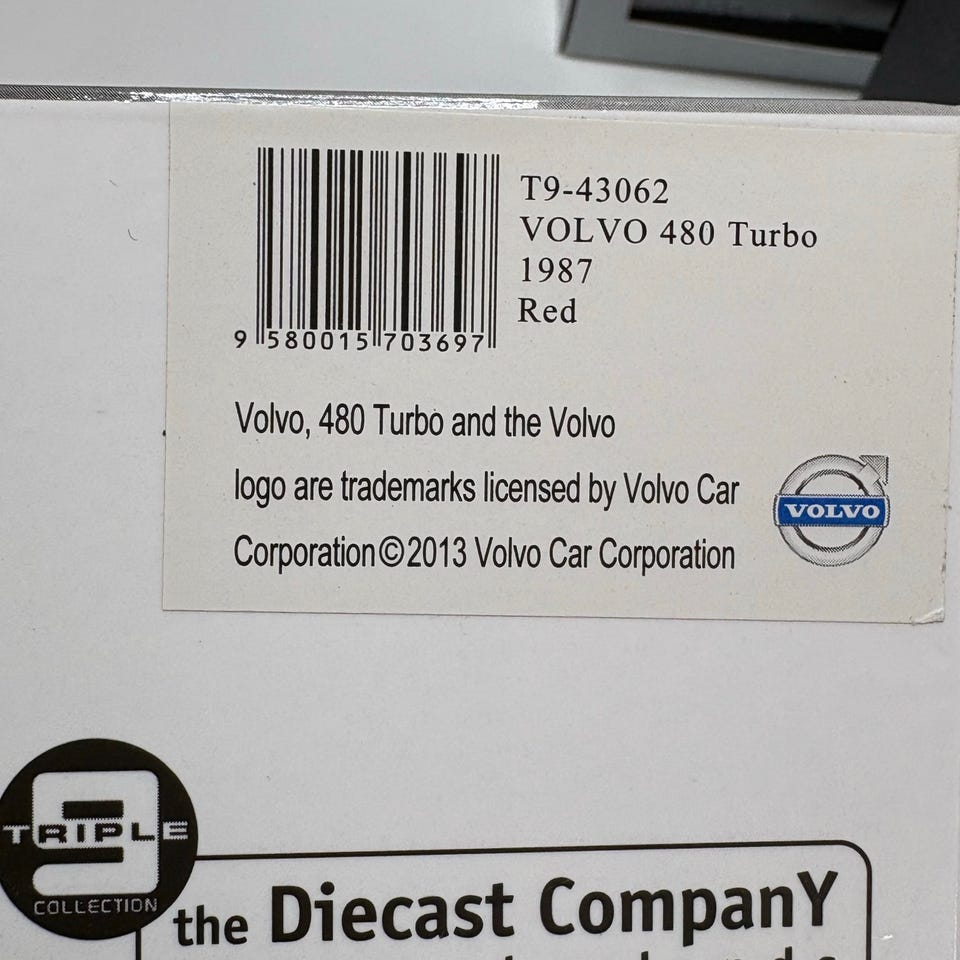 T9-43062
VOLVO 480 Turbo
1987
Red
9 580015 703697
Volvo, 480 Turbo and the Volvo
logo are trademarks licensed by Volvo Car
Corporation©2013 Volvo Car Corporation
VOLVO
TRIPLE
9
COLLECTION
the Diecast CompanY